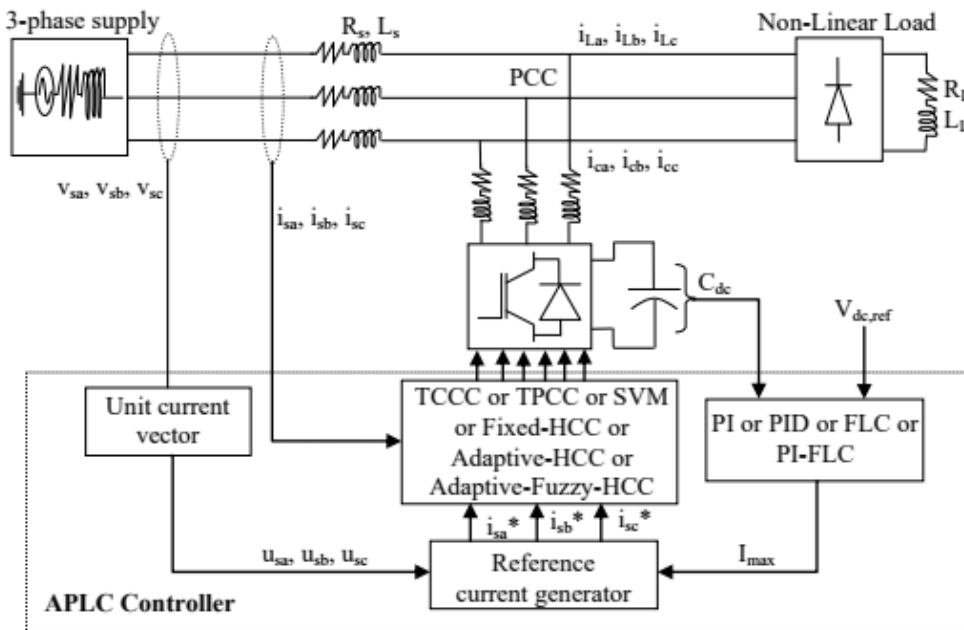 3-phase supply
Rs, Ls
iLa, iLb, iLc
Non-Linear Load
PCC
LL
ica, icb, icc
vsa, vsb, vsc
isa, isb, isc
Cdc
Vdc,ref
Unit current
vector
TCCC or TPCC or SVM
or Fixed-HCC or
Adaptive-HCC or
Adaptive-Fuzzy-HCC
PI or PID or FLC or
PI-FLC
isa* isb* isc*
usa, usb, usc
Reference
current generator
Imax
APLC Controller